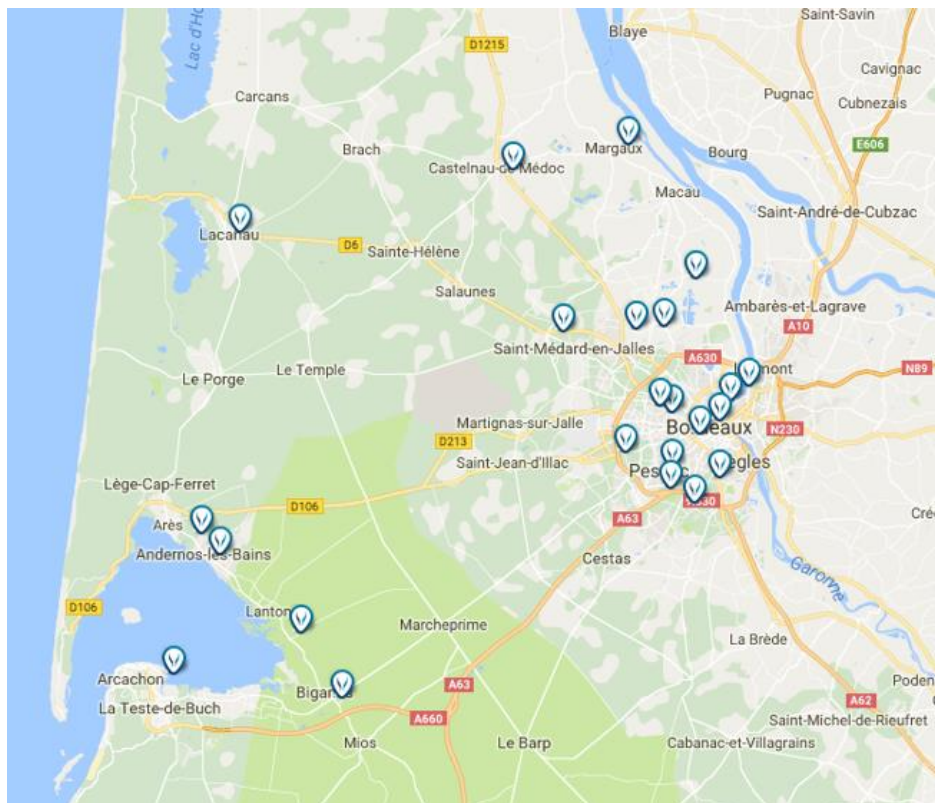 Saint-Savin
Blaye
Lac d'Ho
D1215
Cavignac
Pugnac
Cubnezais
Carcans
E606
Brach
Margaux
Bourg
Castelnau-de-Médoc
Macau
Saint-André-de-Cubzac
Lacanau
D6
Sainte-Hélène
Salaunes
Ambarès-et-Lagrave
A10
Saint-Médard-en-Jalles
A630
Le Porge
Le Temple
N89
Martignas-sur-Jalle
Bordeaux
N230
D213
Saint-Jean-d'Illac
Lège-Cap-Ferret
D106
Arès
A63
Andernos-les-Bains
Cestas
Garonne
D106
Lanton
Marcheprime
La Brède
Arcachon
A63
La Teste-de-Buch
A660
A62
Saint-Michel-de-Rieufret
Mios
Le Barp
Cabanac-et-Villagrains